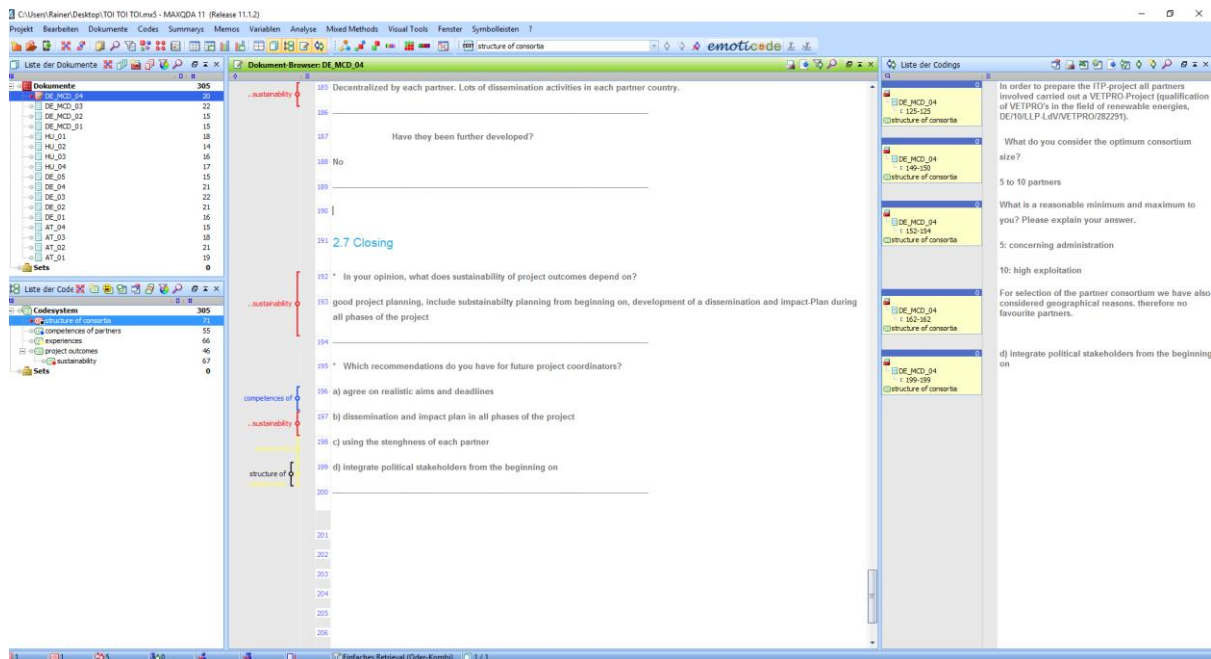 C:\Users\Rainer\Desktop\TOI TOI TOI.mx5 - MAXQDA 11 (Release 11.1.2)
Projekt Bearbeiten Dokumente Codes Summarys Memos Variablen Analyse Mixed Methods Visual Tools Fenster Symbolleisten ?
structure of consortia
emoticode
Liste der Dokumente
Dokumente 305
DE_MCD_04 20
DE_MCD_03 22
DE_MCD_02 15
DE_MCD_01 15
HU_01 18
HU_02 14
HU_03 16
HU_04 17
DE_05 15
DE_04 21
DE_03 22
DE_02 21
DE_01 16
AT_04 15
AT_03 18
AT_02 21
AT_01 19
Sets 0
Liste der Code
Codesystem 305
structure of consortia 71
competences of partners 55
experiences 66
project outcomes 46
sustainability 67
Sets 0
Dokument-Browser: DE_MCD_04
..sustainability
185 Decentralized by each partner. Lots of dissemination activities in each partner country.
186
187 Have they been further developed?
188 No
189
190
191 2.7 Closing
192 * In your opinion, what does sustainability of project outcomes depend on?
..sustainability
193 good project planning, include substainabilty planning from beginning on, development of a dissemination and impact-Plan during
all phases of the project
194
195 * Which recommendations do you have for future project coordinators?
competences of
196 a) agree on realistic aims and deadlines
..sustainability
197 b) dissemination and impact plan in all phases of the project
198 c) using the stenghness of each partner
structure of
199 d) integrate political stakeholders from the beginning on
200
201
202
203
204
205
206
Liste der Codings
DE_MCD_04
125-125
structure of consortia
In order to prepare the ITP-project all partners
involved carried out a VETPRO-Project (qualification
of VETPRO's in the field of renewable energies,
DE/10/LLP-LdV/VETPRO/282291).
DE_MCD_04
149-150
structure of consortia
What do you consider the optimum consortium
size?
5 to 10 partners
DE_MCD_04
152-154
structure of consortia
What is a reasonable minimum and maximum to
you? Please explain your answer.
5: concerning administration
10: high exploitation
DE_MCD_04
162-162
structure of consortia
For selection of the partner consortium we have also
considered geographical reasons. therefore no
favourite partners.
DE_MCD_04
199-199
structure of consortia
d) integrate political stakeholders from the beginning
on
Einfaches Retrieval (Oder-Kombi) 1 / 1